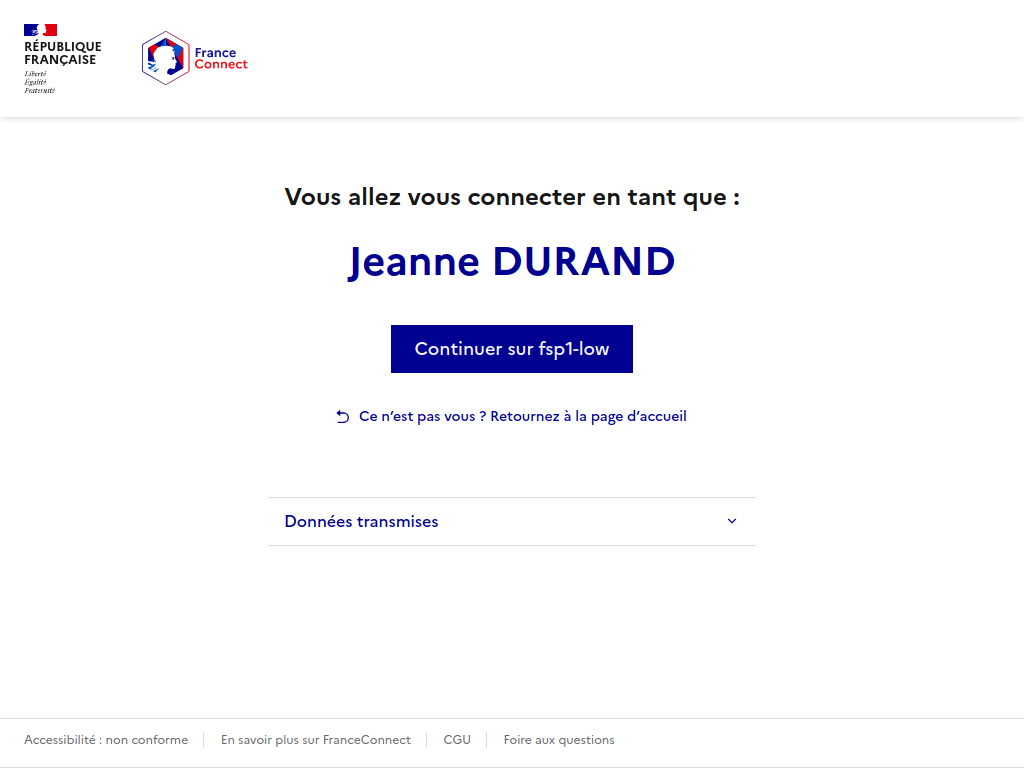 RÉPUBLIQUE
FRANÇAISE
Liberté
Égalité
Fraternité
France
Connect
Vous allez vous connecter en tant que :
Jeanne DURAND
Continuer sur fsp1-low
Ce n’est pas vous ? Retournez à la page d’accueil
Données transmises
Accessibilité : non conforme
En savoir plus sur FranceConnect
CGU
Foire aux questions